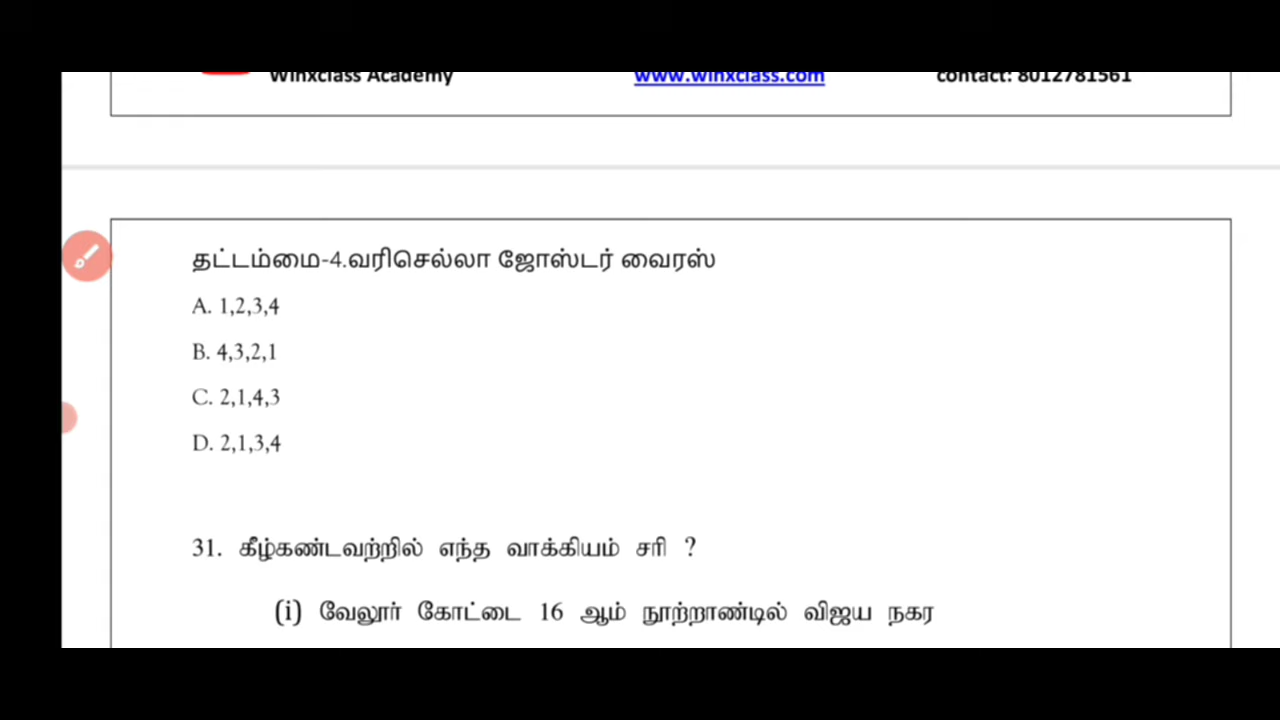 Winxclass Academy www.winxclass.com contact: 8012781561
தட்டம்மை-4.வரிசெல்லா ஜோஸ்டர் வைரஸ்
A. 1,2,3,4
B. 4,3,2,1
C. 2,1,4,3
D. 2,1,3,4
31. கீழ்கண்டவற்றில் எந்த வாக்கியம் சரி ?
(i) வேலூர் கோட்டை 16 ஆம் நூற்றாண்டில் விஜய நகர